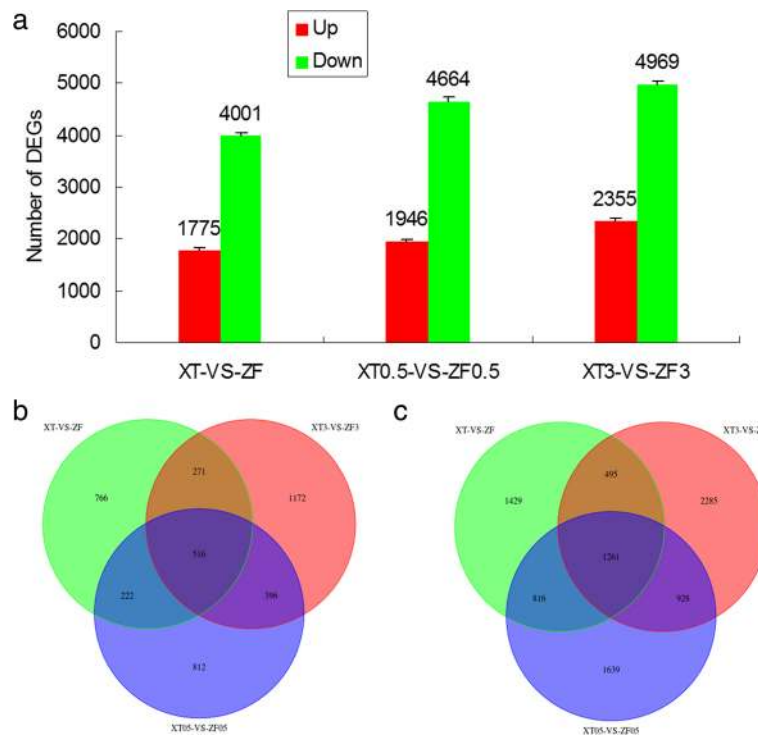 a
6000
Up
Down
5000
4000
3000
2000
1000
0
Number of DEGs
1775
4001
1946
4664
2355
4969
XT-VS-ZF
XT0.5-VS-ZF0.5
XT3-VS-ZF3
b
XT-VS-ZF
XT3-VS-ZF3
271
766
1172
516
222
396
812
XT05-VS-ZF05
c
XT-VS-ZF
XT3-VS-Z
495
1429
2285
1261
816
928
1639
XT05-VS-ZF05